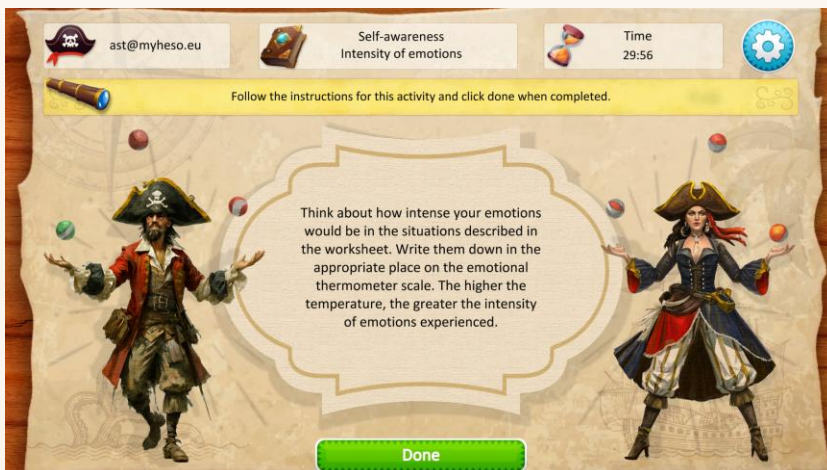 ast@myheso.eu
Self-awareness
Intensity of emotions
Time
29:56
Follow the instructions for this activity and click done when completed.
Think about how intense your emotions
would be in the situations described in
the worksheet. Write them down in the
appropriate place on the emotional
thermometer scale. The higher the
temperature, the greater the intensity
of emotions experienced.
Done